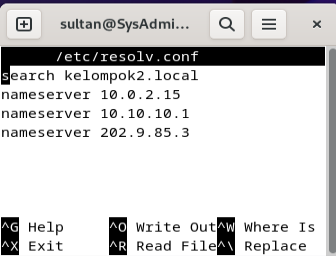 sultan@SysAdmi...
/etc/resolv.conf
search kelompok2.local
nameserver 10.0.2.15
nameserver 10.10.10.1
nameserver 202.9.85.3
^G Help ^O Write Out ^W Where Is
^X Exit ^R Read File ^\ Replace